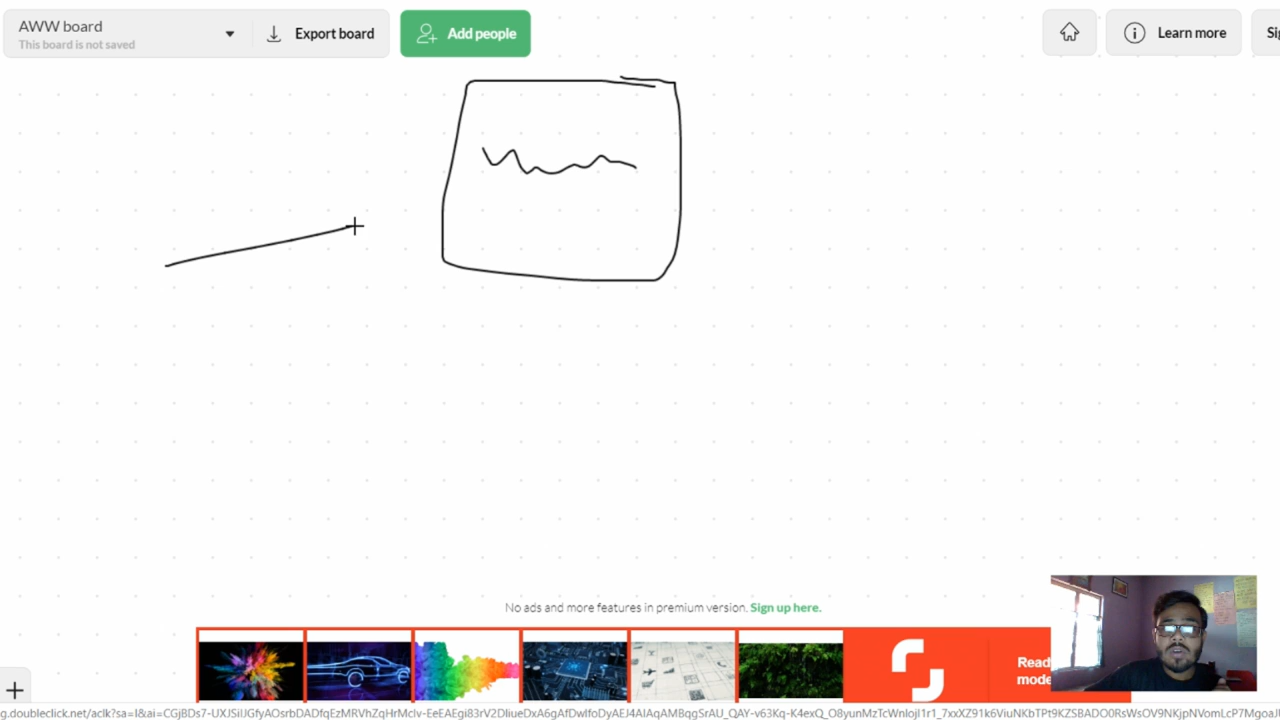 AWW board
This board is not saved
Export board
Add people
Learn more
No ads and more features in premium version. Sign up here.